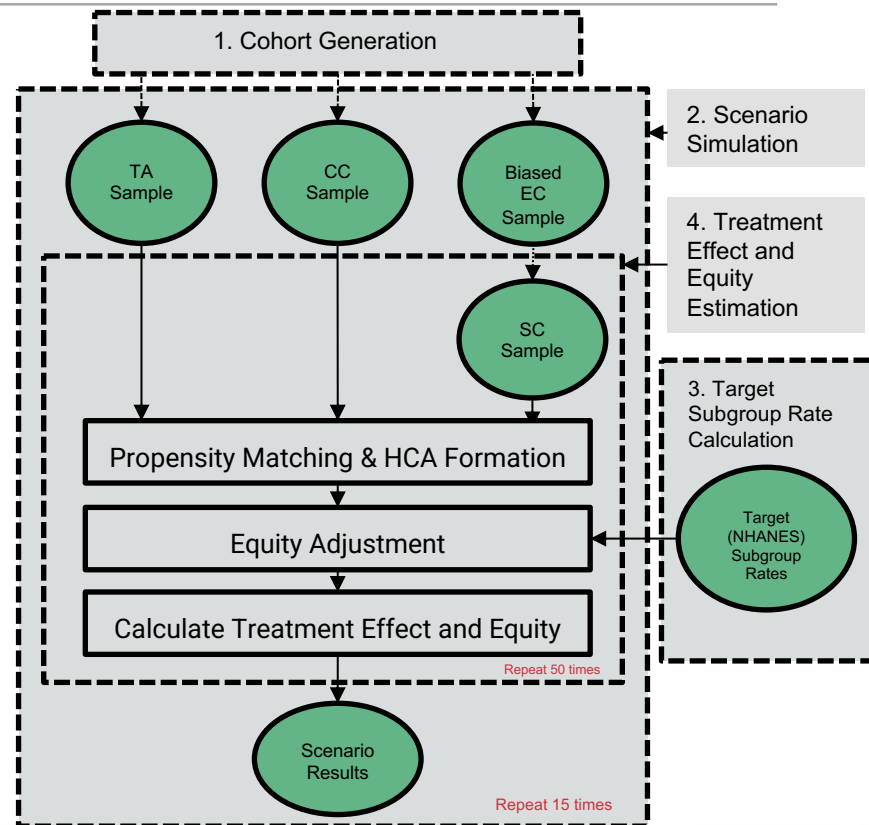 1. Cohort Generation
2. Scenario
Simulation
TA
Sample
CC
Sample
Biased
EC
Sample
4. Treatment
Effect and
Equity
Estimation
SC
Sample
3. Target
Subgroup Rate
Calculation
Propensity Matching & HCA Formation
Target
(NHANES)
Subgroup
Rates
Equity Adjustment
Calculate Treatment Effect and Equity
Repeat 50 times
Scenario
Results
Repeat 15 times